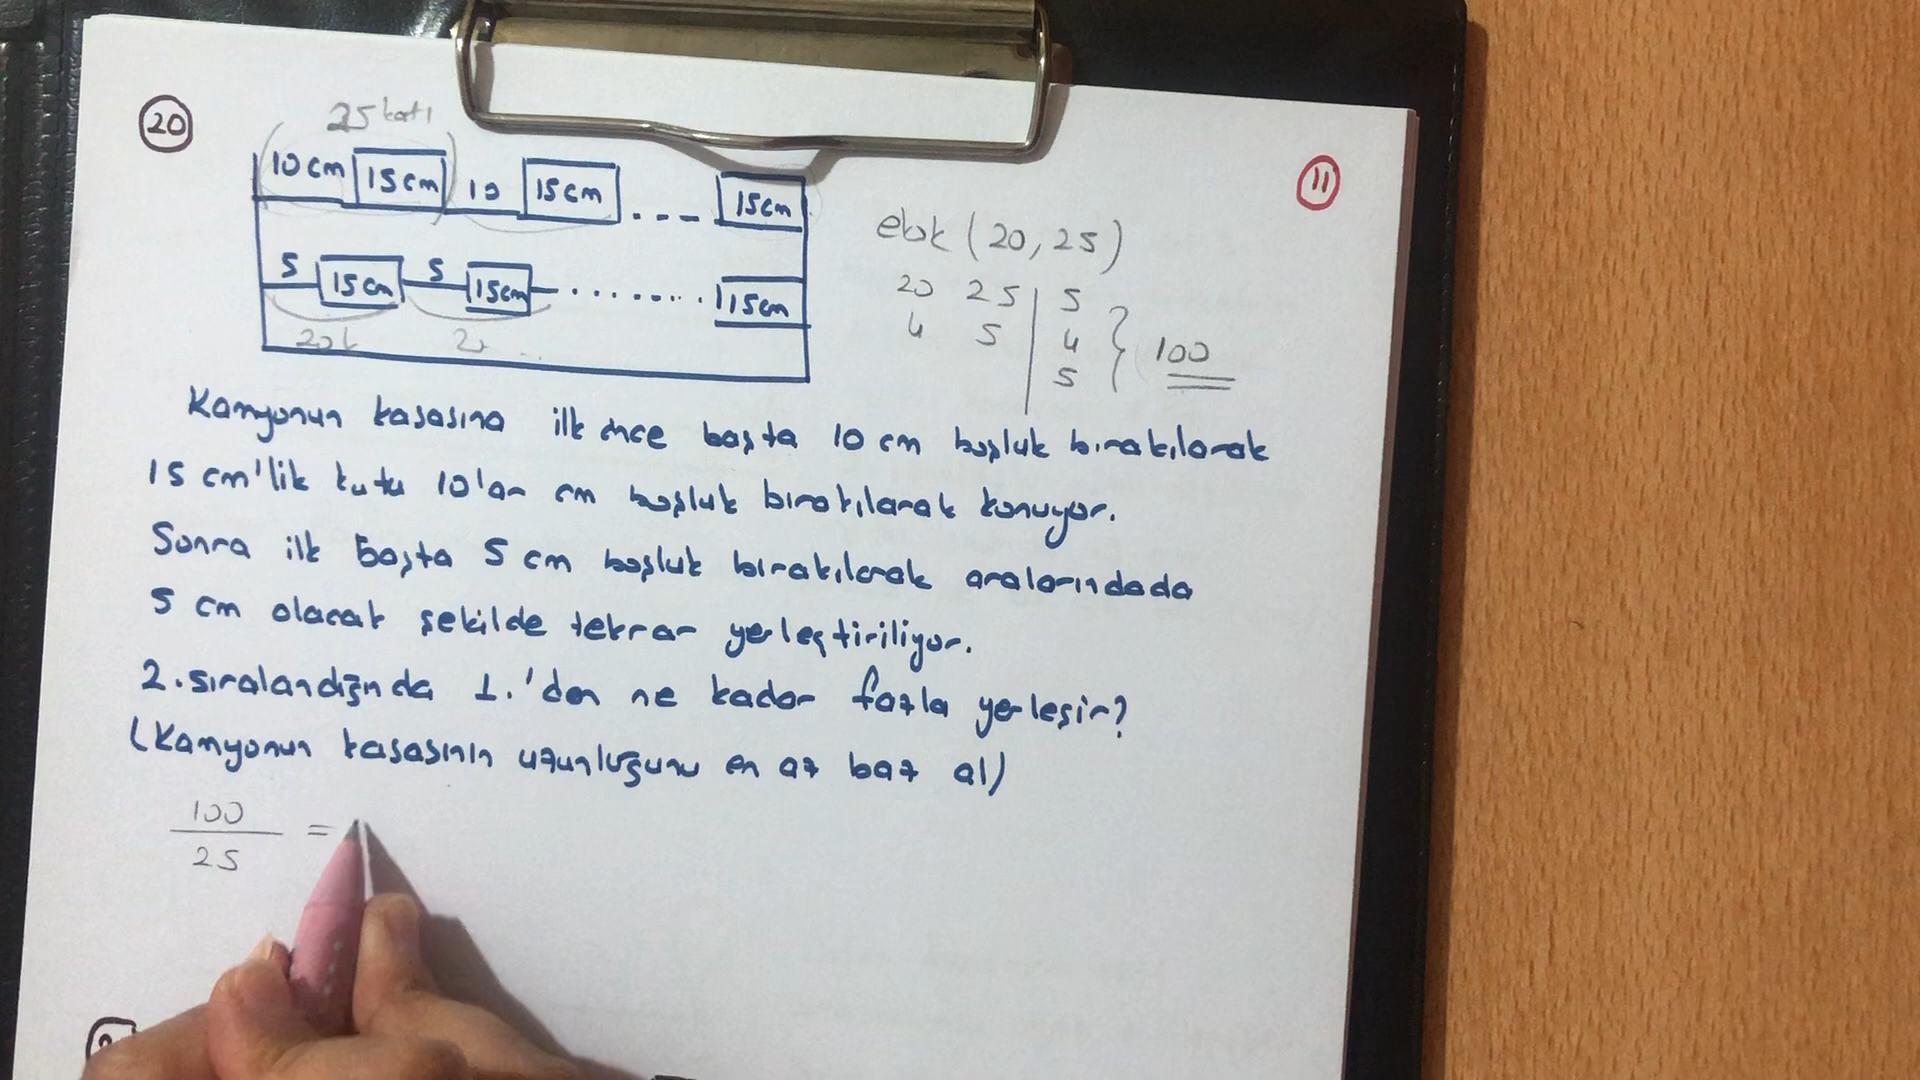 20
25 katı
11
10 cm 15 cm 10 15 cm . - - - 15 cm
5 15 cm 5 15 cm ........ 15 cm
20k 2
ebok (20, 25)
20 25 | 5
4 5 | 4
5
100
Kamyonun kasasına ilk önce başta 10 cm boşluk bırakılarak
15 cm'lik kutu 10'ar cm boşluk bırakılarak konuyor.
Sonra ilk başta 5 cm boşluk bırakılarak aralarındada
5 cm olacak şekilde tekrar yerleştiriliyor.
2. sıralandığında 1.'den ne kadar fazla yerleşir?
(Kamyonun kasasının uzunluğunu en az baz al)
100
25
=